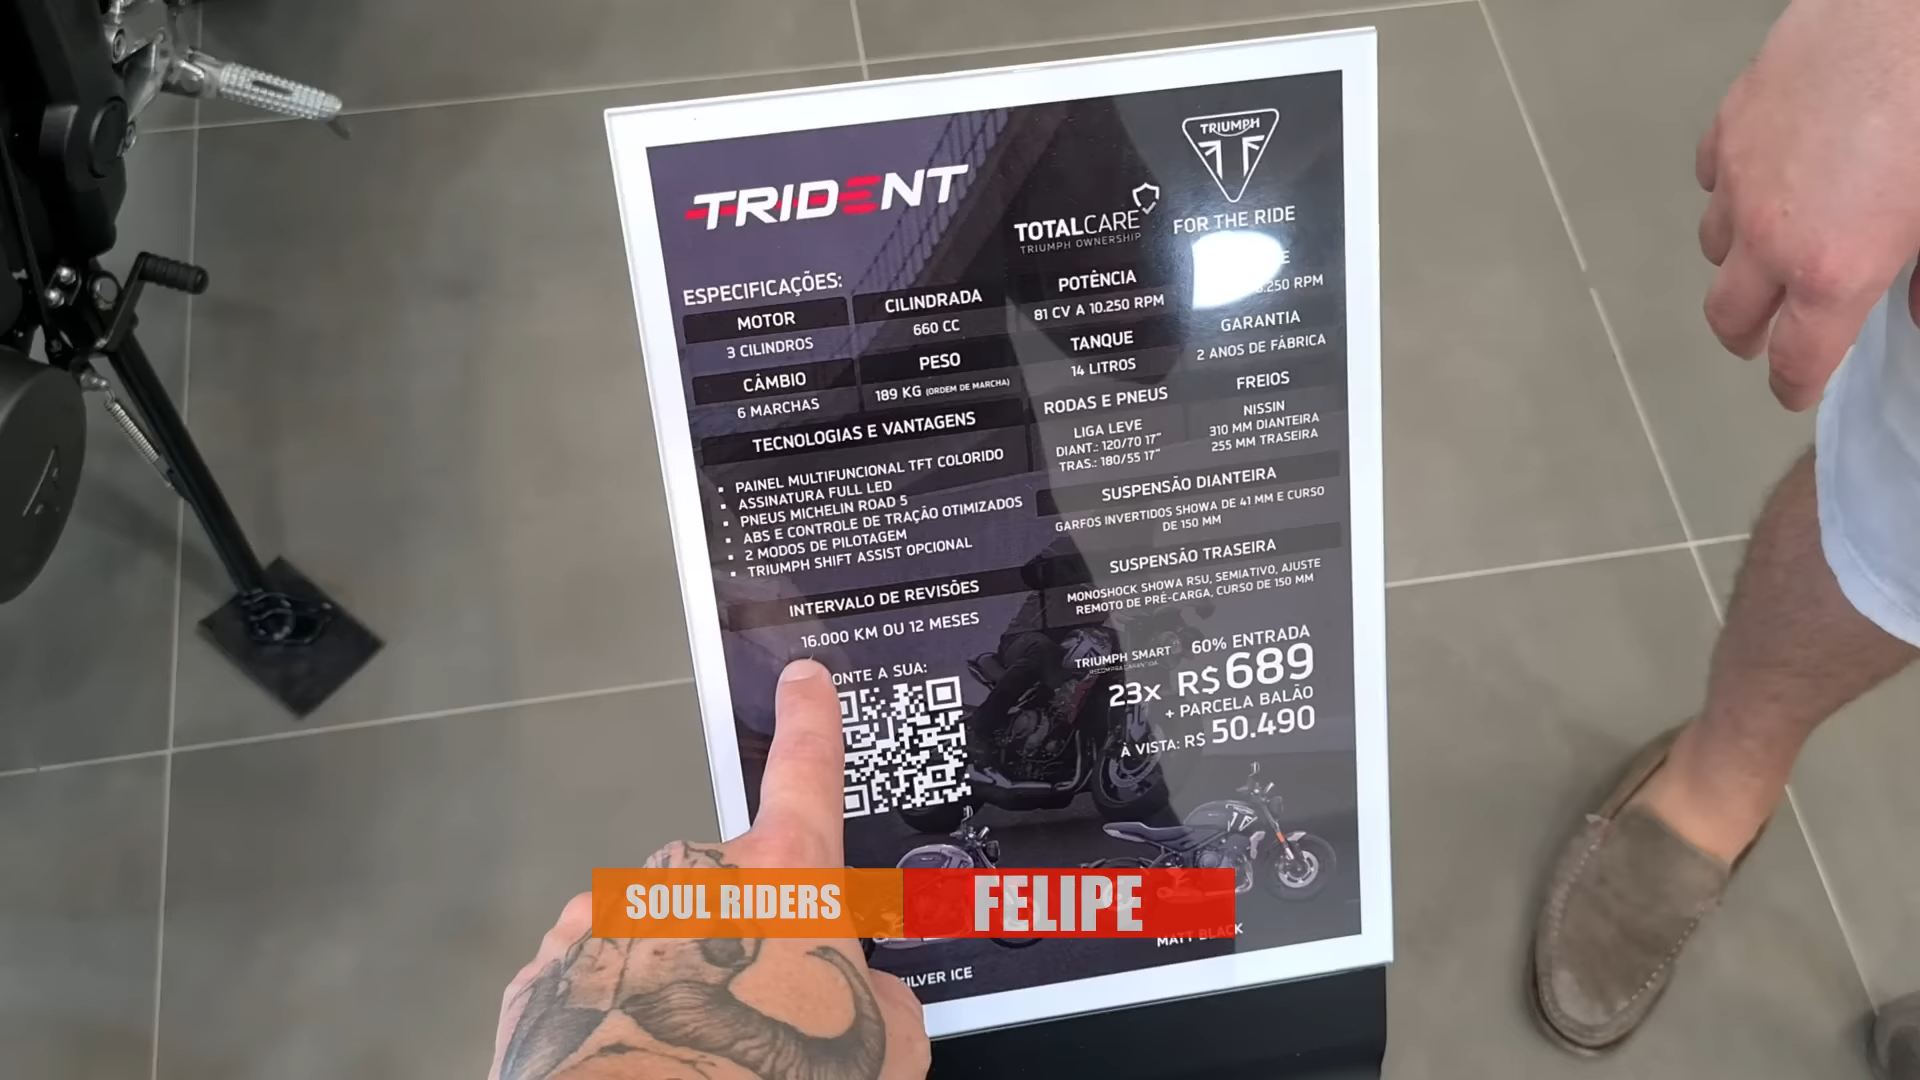 TRIDENT
TRIUMPH
TOTALCARE
TRIUMPH OWNERSHIP
FOR THE RIDE
ESPECIFICAÇÕES:
MOTOR
3 CILINDROS
CILINDRADA
660 CC
POTÊNCIA
81 CV A 10.250 RPM
.250 RPM
CÂMBIO
6 MARCHAS
PESO
189 KG (ORDEM DE MARCHA)
TANQUE
14 LITROS
GARANTIA
2 ANOS DE FÁBRICA
TECNOLOGIAS E VANTAGENS
▪ PAINEL MULTIFUNCIONAL TFT COLORIDO
▪ ASSINATURA FULL LED
▪ PNEUS MICHELIN ROAD 5
▪ ABS E CONTROLE DE TRAÇÃO OTIMIZADOS
▪ 2 MODOS DE PILOTAGEM
▪ TRIUMPH SHIFT ASSIST OPCIONAL
RODAS E PNEUS
LIGA LEVE
DIANT.: 120/70 17"
TRAS.: 180/55 17"
FREIOS
NISSIN
310 MM DIANTEIRA
255 MM TRASEIRA
SUSPENSÃO DIANTEIRA
GARFOS INVERTIDOS SHOWA DE 41 MM E CURSO
DE 150 MM
SUSPENSÃO TRASEIRA
MONOSHOCK SHOWA RSU, SEMIATIVO, AJUSTE
REMOTO DE PRÉ-CARGA, CURSO DE 150 MM
INTERVALO DE REVISÕES
16.000 KM OU 12 MESES
ONTE A SUA:
TRIUMPH SMART
RECOMPRA GARANTIDA
60% ENTRADA
23x R$689
+ PARCELA BALÃO
À VISTA: R$ 50.490
SOUL RIDERS
FELIPE
SILVER ICE
MATT BLACK